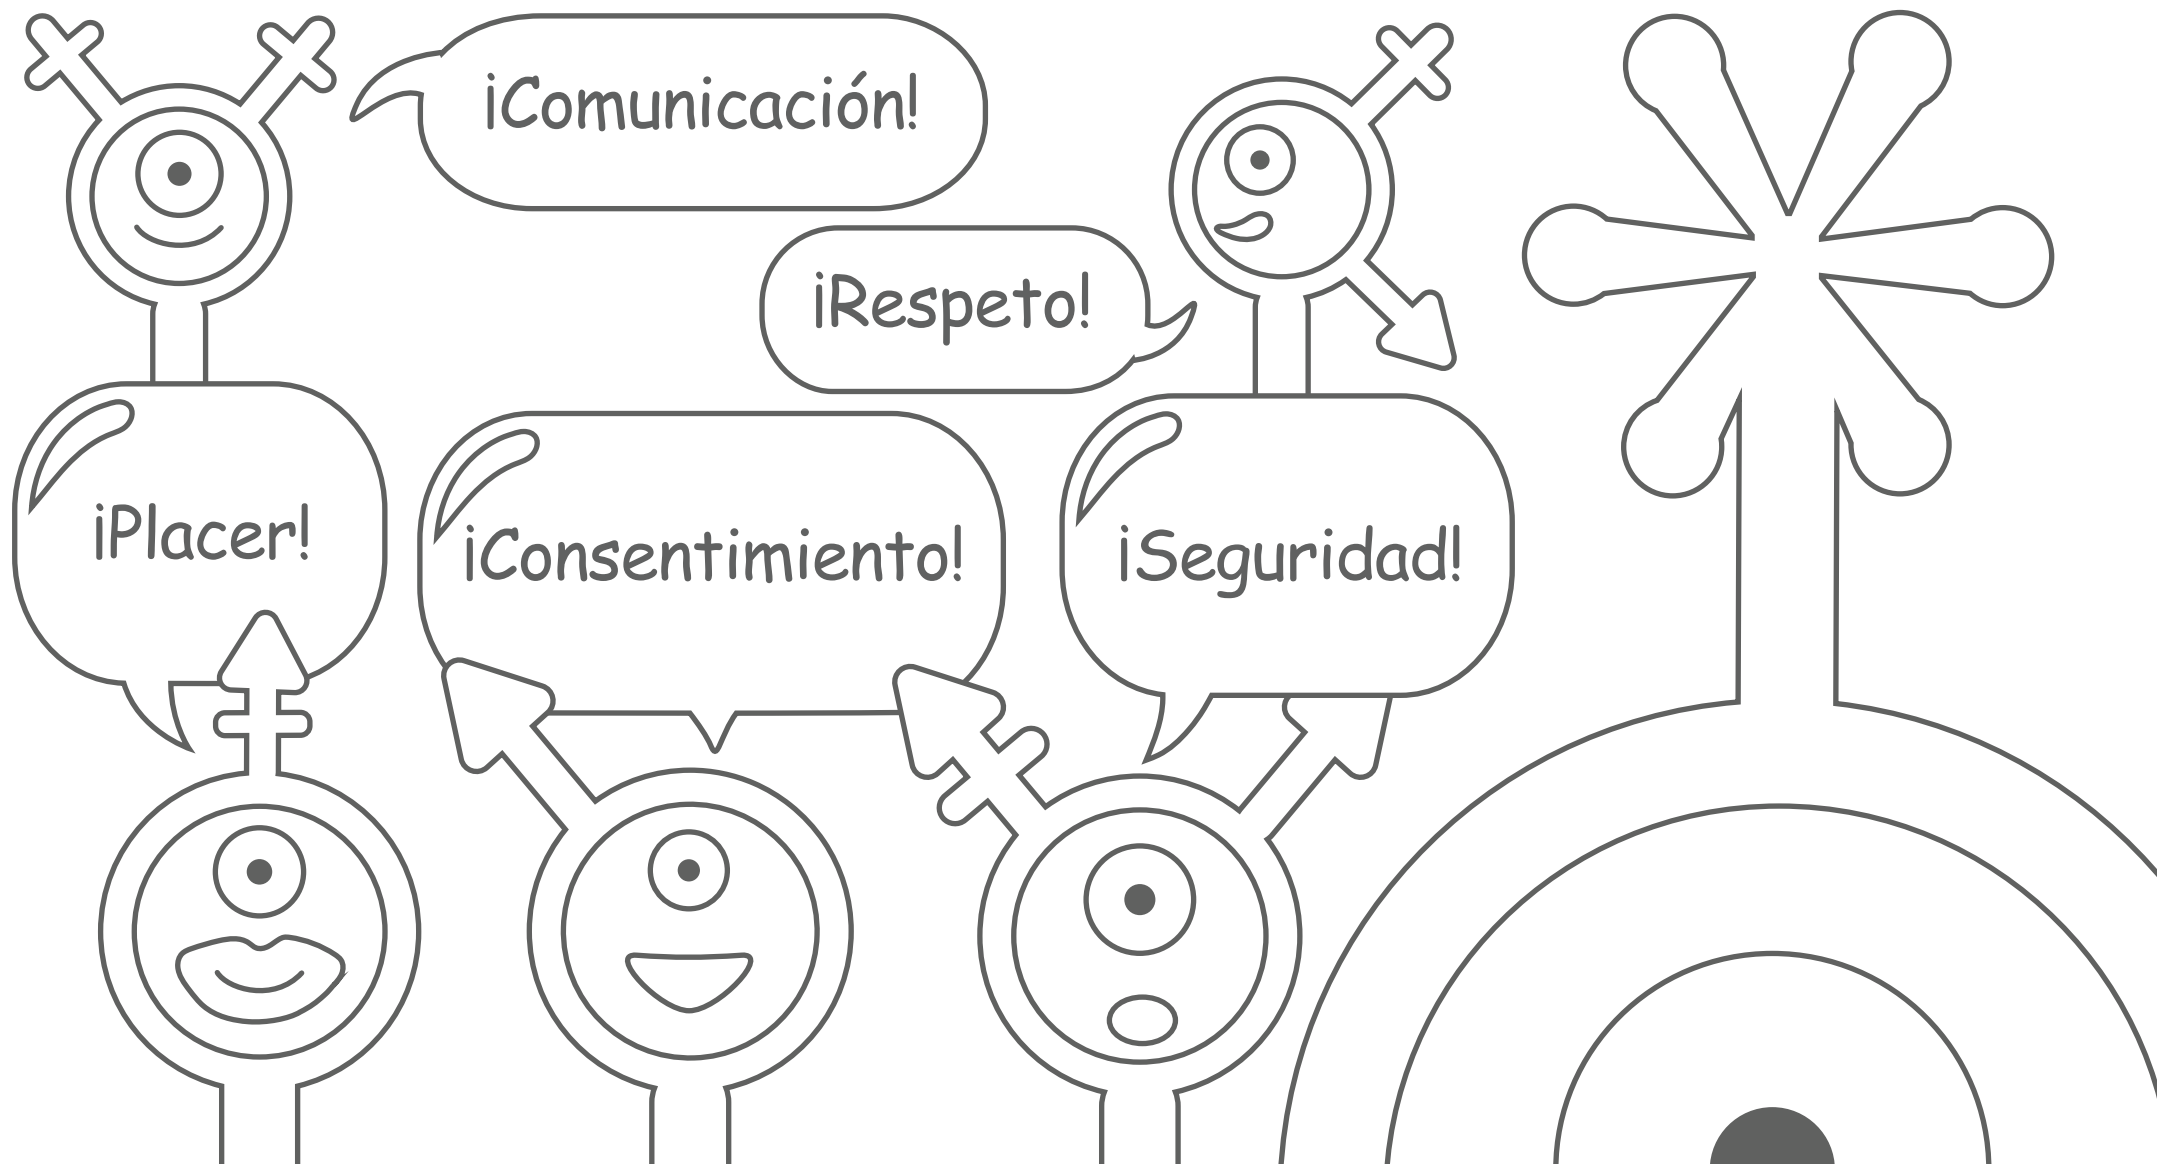 ¡Comunicación!
¡Respeto!
¡Placer!
¡Consentimiento!
¡Seguridad!